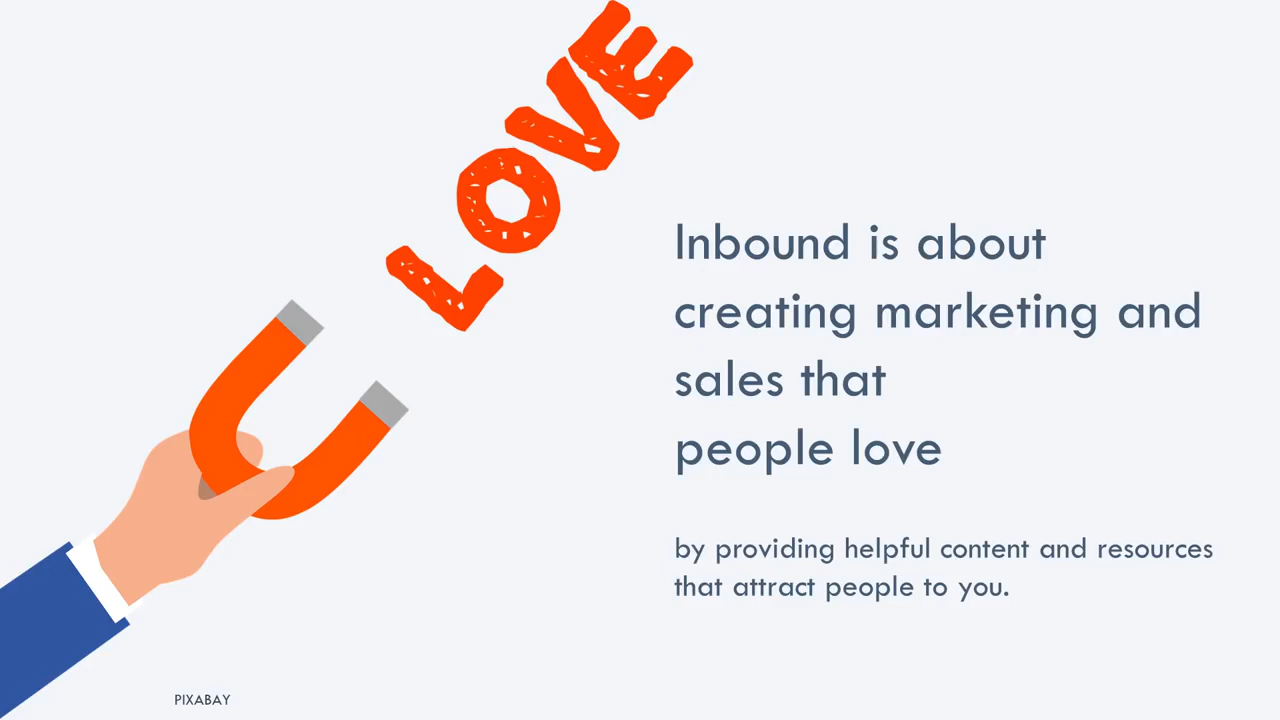 LOVE
Inbound is about
creating marketing and
sales that
people love
by providing helpful content and resources
that attract people to you.
PIXABAY